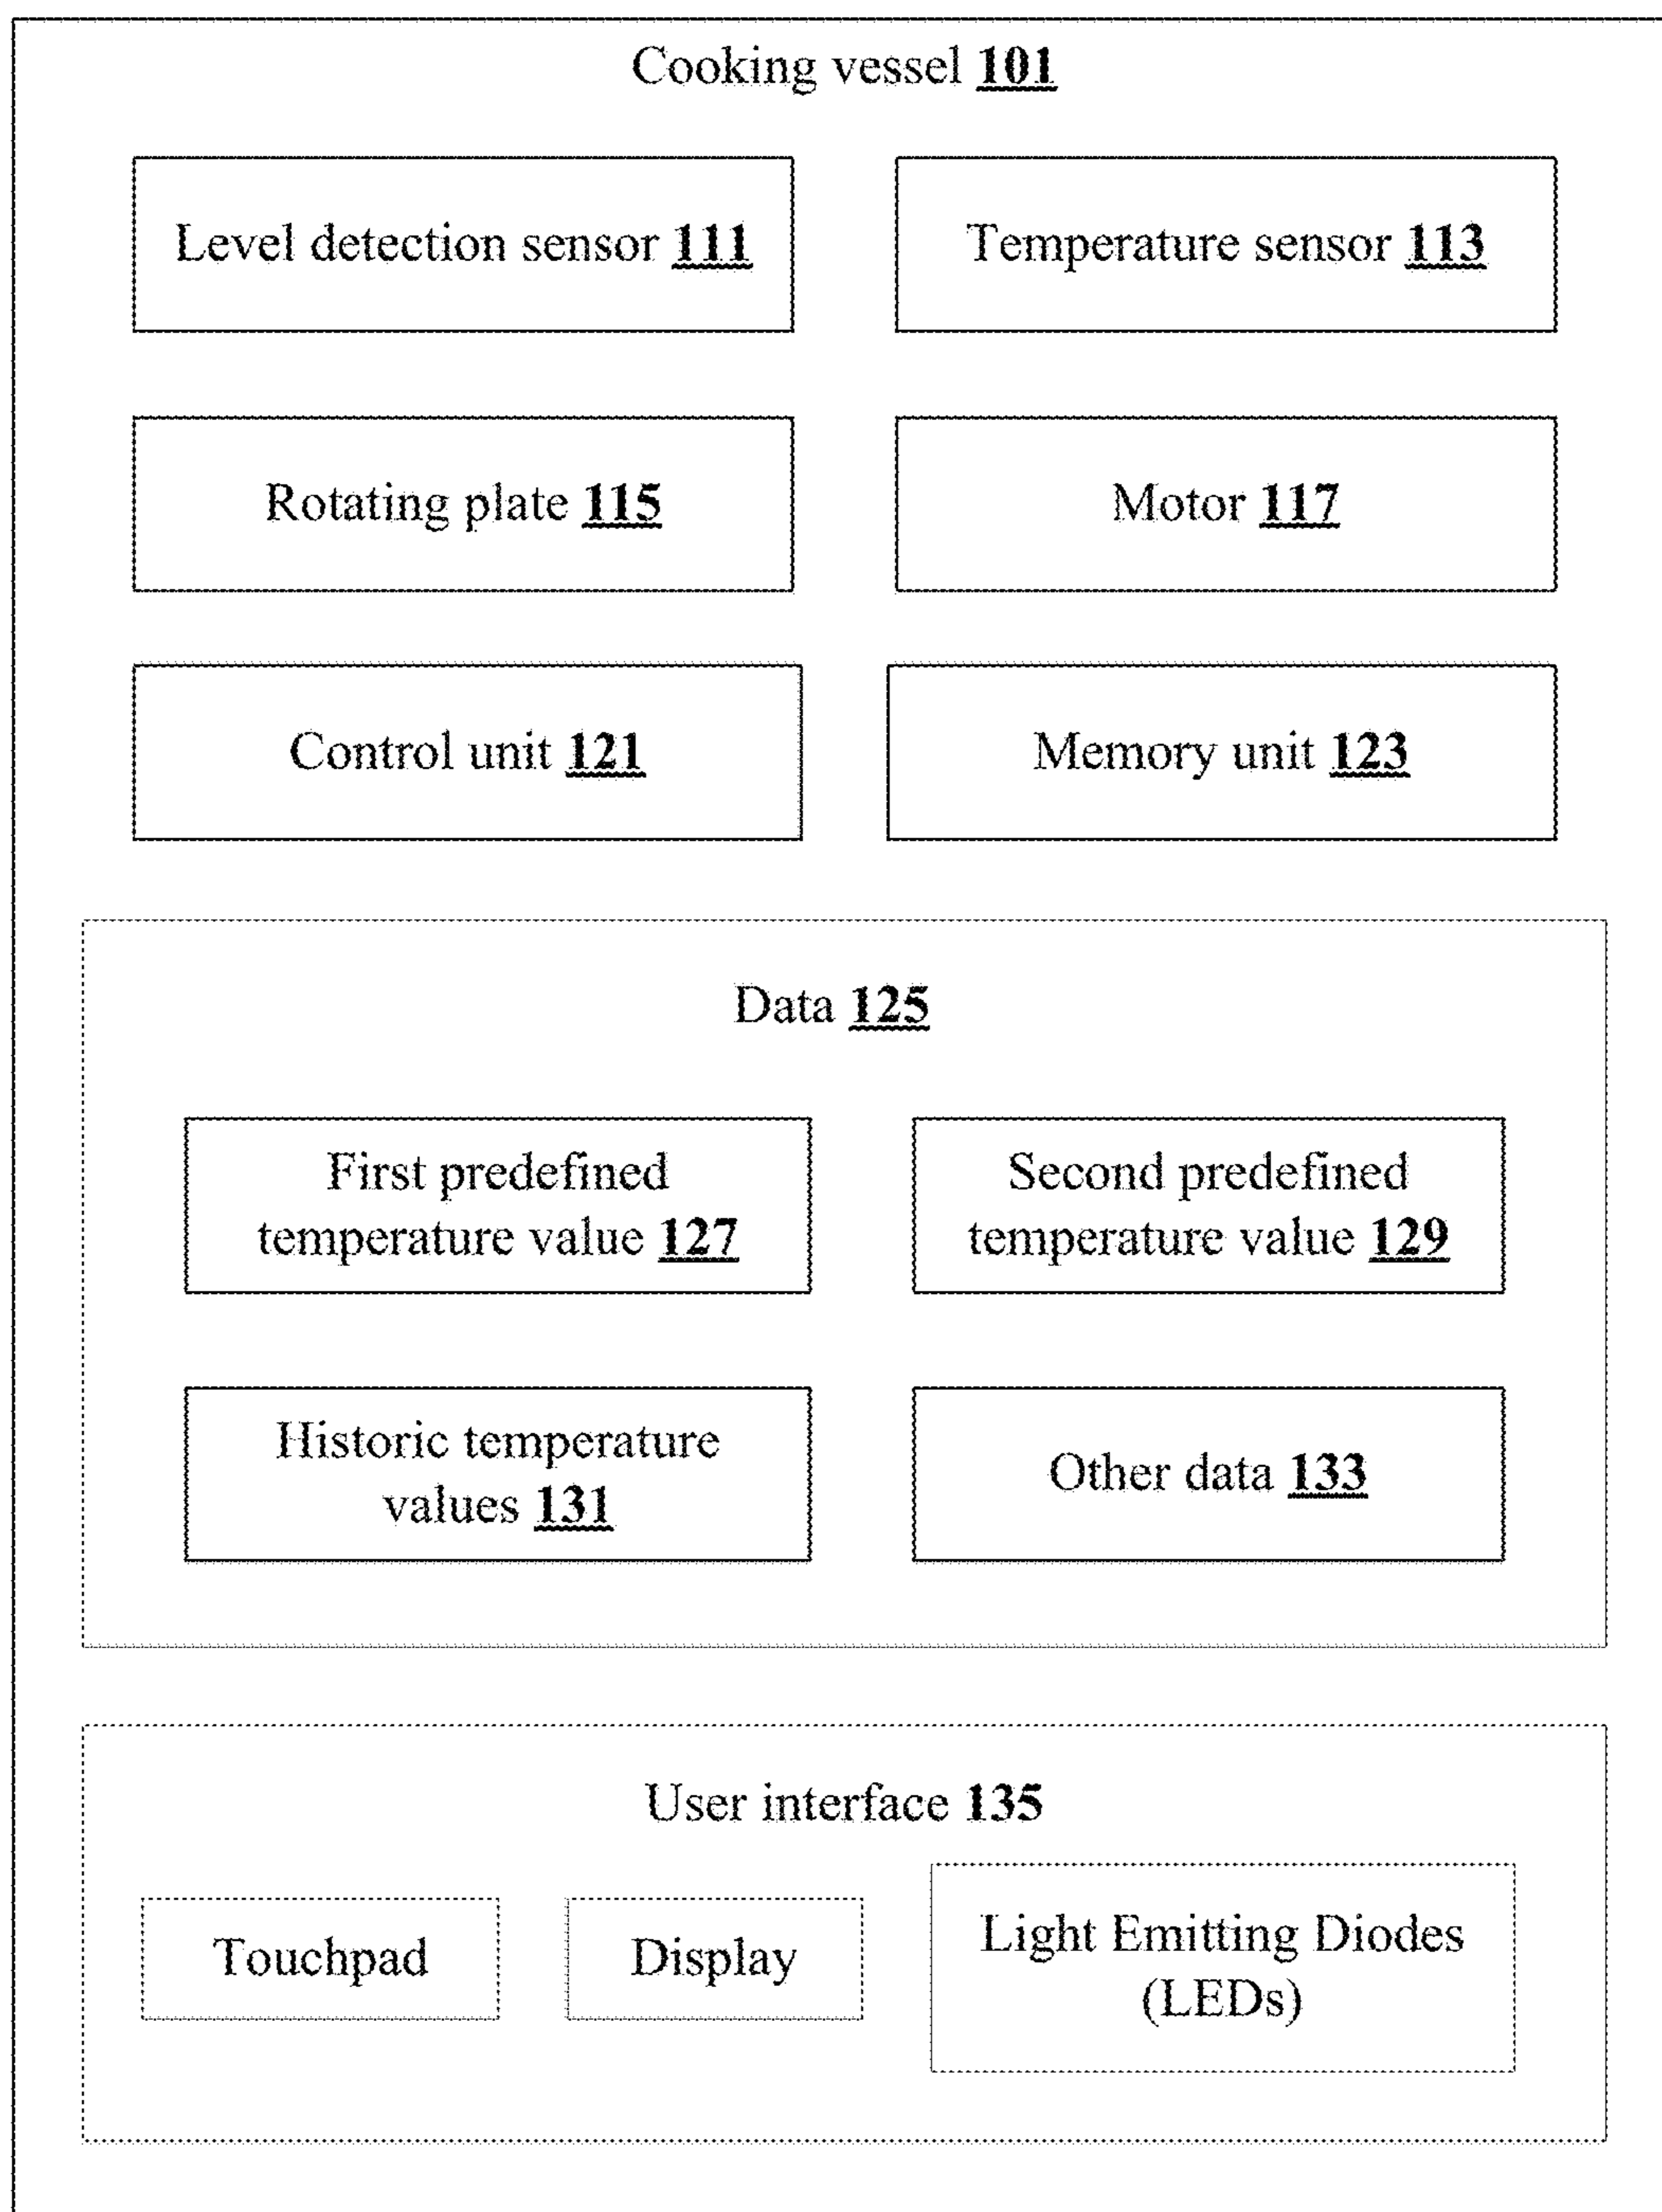 Cooking vessel 101
Level detection sensor 111
Temperature sensor 113
Rotating plate 115
Motor 117
Control unit 121
Memory unit 123
Data 125
First predefined
temperature value 127
Second predefined
temperature value 129
Historic temperature
values 131
Other data 133
User interface 135
Touchpad
Display
Light Emitting Diodes
(LEDs)